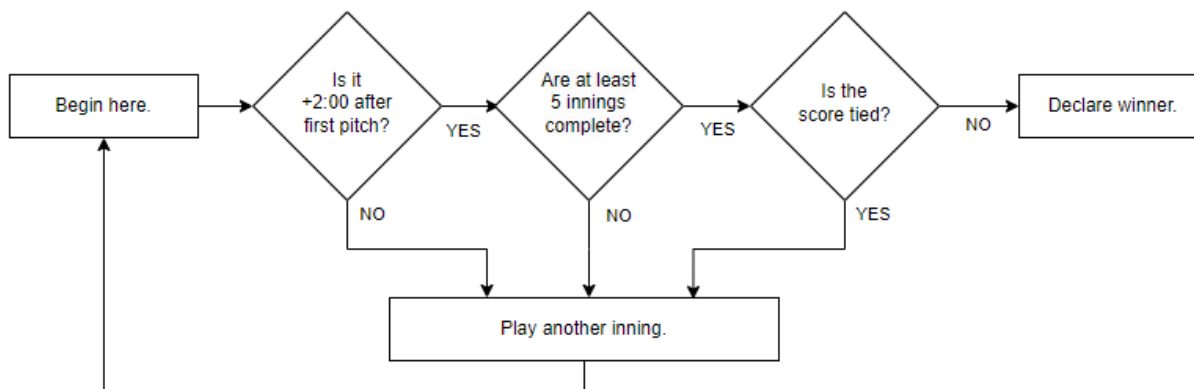 Begin here.
Is it
+2:00 after
first pitch?
YES
NO
Are at least
5 innings
complete?
YES
NO
Is the
score tied?
NO
YES
Declare winner.
Play another inning.